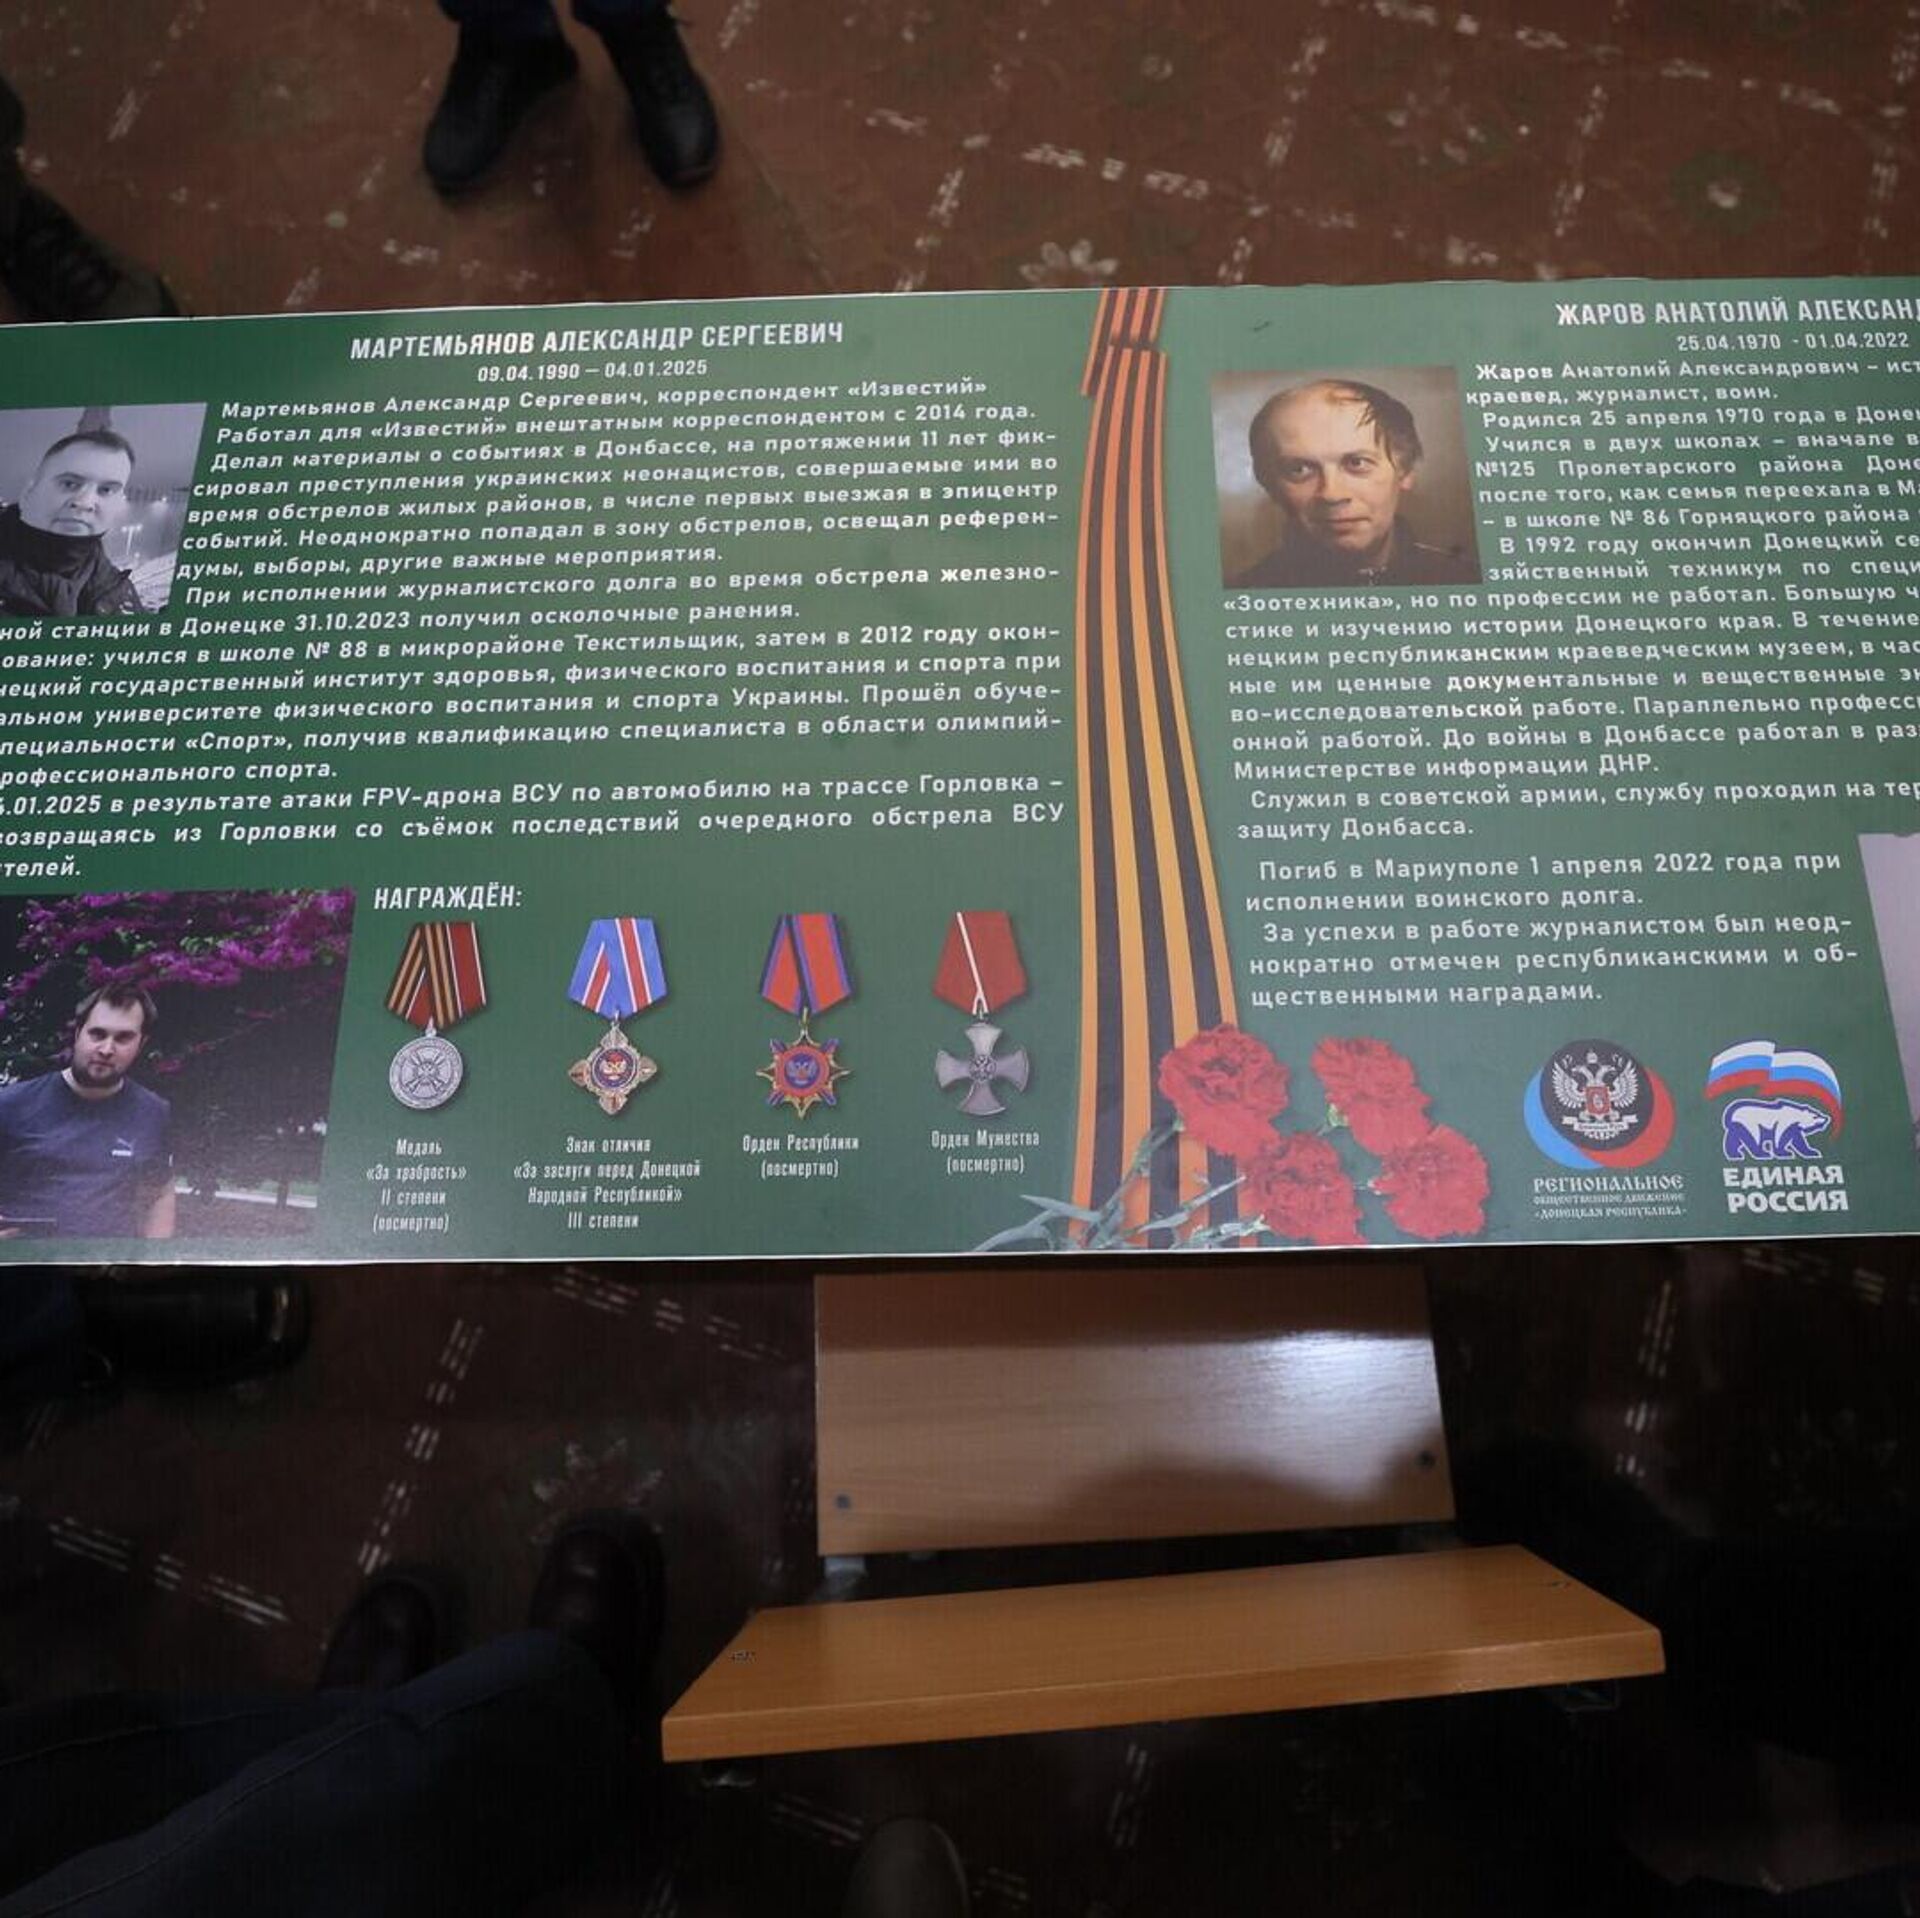 МАРТЕМЬЯНОВ АЛЕКСАНДР СЕРГЕЕВИЧ
09.04.1990 – 04.01.2025
Мартемьянов Александр Сергеевич, корреспондент «Известий»
Работал для «Известий» внештатным корреспондентом с 2014 года.
Делал материалы о событиях в Донбассе, на протяжении 11 лет фик-
сировал преступления украинских неонацистов, совершаемые ими во
время обстрелов жилых районов, в числе первых выезжая в эпицентр
событий. Неоднократно попадал в зону обстрелов, освещал референ-
думы, выборы, другие важные мероприятия.
При исполнении журналистского долга во время обстрела железно-
ной станции в Донецке 31.10.2023 получил осколочные ранения.
ование: учился в школе № 88 в микрорайоне Текстильщик, затем в 2012 году окон-
нецкий государственный институт здоровья, физического воспитания и спорта при
альном университете физического воспитания и спорта Украины. Прошёл обуче-
пециальности «Спорт», получив квалификацию специалиста в области олимпий-
рофессионального спорта.
.01.2025 в результате атаки FPV-дрона ВСУ по автомобилю на трассе Горловка –
возвращаясь из Горловки со съёмок последствий очередного обстрела ВСУ
телей.
НАГРАЖДЁН:
Медаль
«За храбрость»
II степени
(посмертно)
Знак отличия
«За заслуги перед Донецкой
Народной Республикой»
III степени
Орден Республики
(посмертно)
Орден Мужества
(посмертно)
ЖАРОВ АНАТОЛИЙ АЛЕКСАНД
25.04.1970 - 01.04.2022
Жаров Анатолий Александрович – ист
краевед, журналист, воин.
Родился 25 апреля 1970 года в Донец
Учился в двух школах – вначале в
№125 Пролетарского района Доне
после того, как семья переехала в Ма
– в школе № 86 Горняцкого района
В 1992 году окончил Донецкий се
зяйственный техникум по специ
«Зоотехника», но по профессии не работал. Большую ч
стике и изучению истории Донецкого края. В течение
нецким республиканским краеведческим музеем, в час
ные им ценные документальные и вещественные эк
во-исследовательской работе. Параллельно професс
онной работой. До войны в Донбассе работал в раз
Министерстве информации ДНР.
Служил в советской армии, службу проходил на тер
защиту Донбасса.
Погиб в Мариуполе 1 апреля 2022 года при
исполнении воинского долга.
За успехи в работе журналистом был неод-
нократно отмечен республиканскими и об-
щественными наградами.
РЕГИОНАЛЬНОЕ
ОБЩЕСТВЕННОЕ ДВИЖЕНИЕ
«ДОНЕЦКАЯ РЕСПУБЛИКА»
ЕДИНАЯ
РОССИЯ